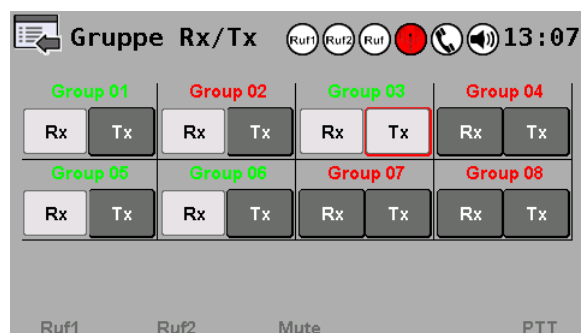 Gruppe Rx/Tx Ruf1 Ruf2 Ruf ! 13:07
Group 01 Group 02 Group 03 Group 04
Rx Tx Rx Tx Rx Tx Rx Tx
Group 05 Group 06 Group 07 Group 08
Rx Tx Rx Tx Rx Tx Rx Tx
Ruf1 Ruf2 Mute PTT